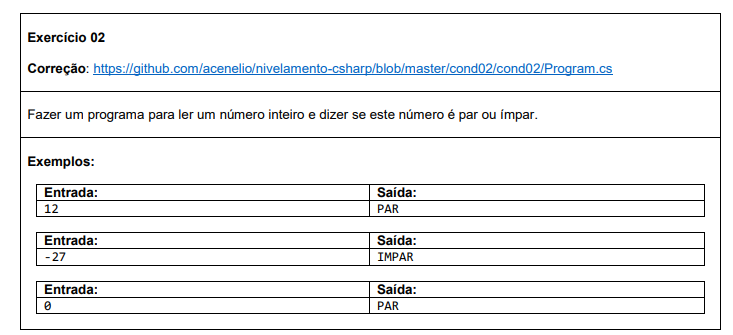 Exercício 02
Correção: https://github.com/acenelio/nivelamento-csharp/blob/master/cond02/cond02/Program.cs
Fazer um programa para ler um número inteiro e dizer se este número é par ou ímpar.
Exemplos:
Entrada: Saída:
12 PAR
Entrada: Saída:
-27 IMPAR
Entrada: Saída:
0 PAR